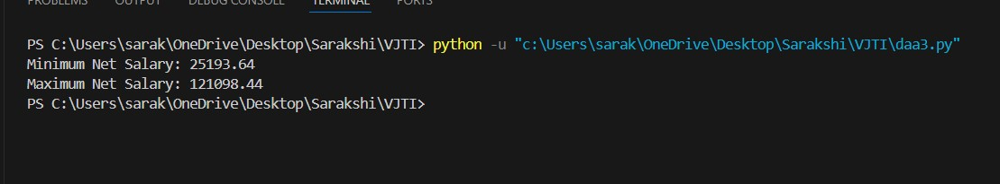 PROBLEMS OUTPUT DEBUG CONSOLE TERMINAL PORTS
PS C:\Users\sarak\OneDrive\Desktop\Sarakshi\VJTI> python -u "c:\Users\sarak\OneDrive\Desktop\Sarakshi\VJTI\daa3.py"
Minimum Net Salary: 25193.64
Maximum Net Salary: 121098.44
PS C:\Users\sarak\OneDrive\Desktop\Sarakshi\VJTI>